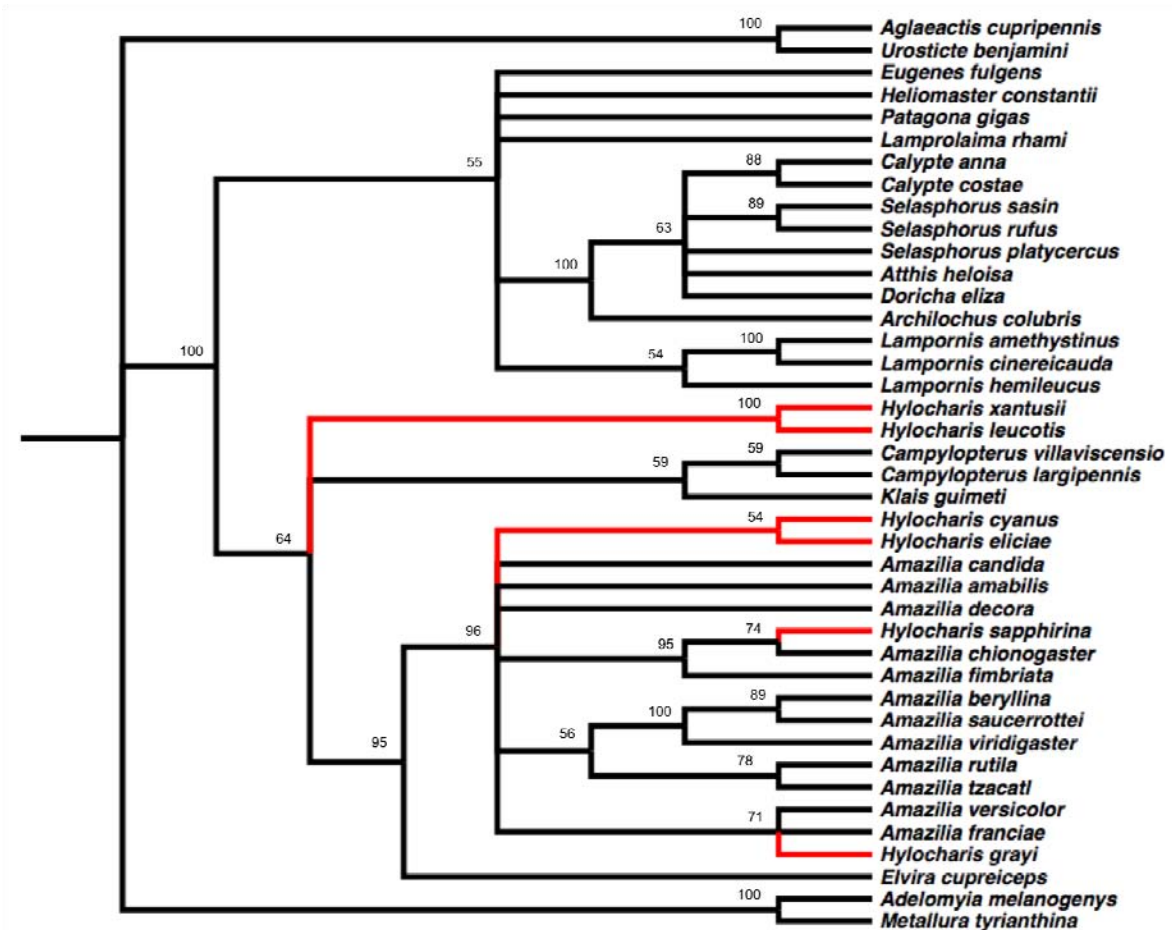 100 Aglaeactis cupripennis
Urosticte benjamini
Eugenes fulgens
Heliomaster constantii
Patagona gigas
Lamprolaima rhami
55
88 Calypte anna
Calypte costae
89 Selasphorus sasin
Selasphorus rufus
63
Selasphorus platycercus
100 Atthis heloisa
Doricha eliza
Archilochus colubris
100
54 100 Lampornis amethystinus
Lampornis cinereicauda
Lampornis hemileucus
100 Hylocharis xantusii
Hylocharis leucotis
59 59 Campylopterus villaviscensio
Campylopterus largipennis
Klais guimeti
64
54 Hylocharis cyanus
Hylocharis eliciae
Amazilia candida
Amazilia amabilis
Amazilia decora
96
95 74 Hylocharis sapphirina
Amazilia chionogaster
Amazilia fimbriata
89 Amazilia beryllina
100 Amazilia saucerrottei
95 56 Amazilia viridigaster
78 Amazilia rutila
Amazilia tzacatl
71 Amazilia versicolor
Amazilia franciae
Hylocharis grayi
Elvira cupreiceps
100 Adelomyia melanogenys
Metallura tyrianthina